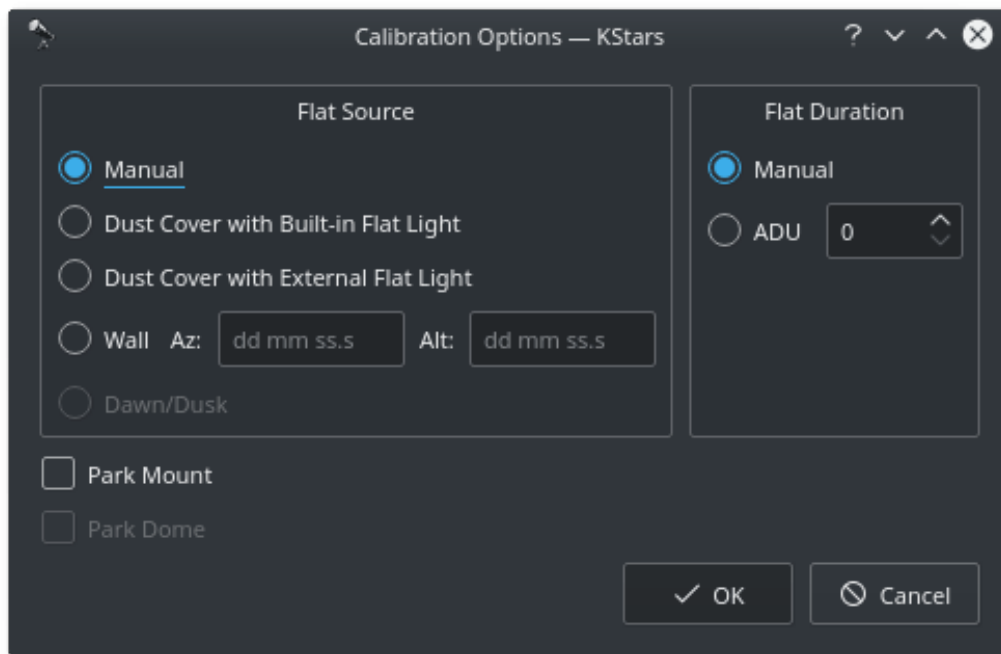 Calibration Options — KStars
Flat Source
Manual
Dust Cover with Built-in Flat Light
Dust Cover with External Flat Light
Wall Az: dd mm ss.s Alt: dd mm ss.s
Dawn/Dusk
Flat Duration
Manual
ADU 0
Park Mount
Park Dome
OK Cancel